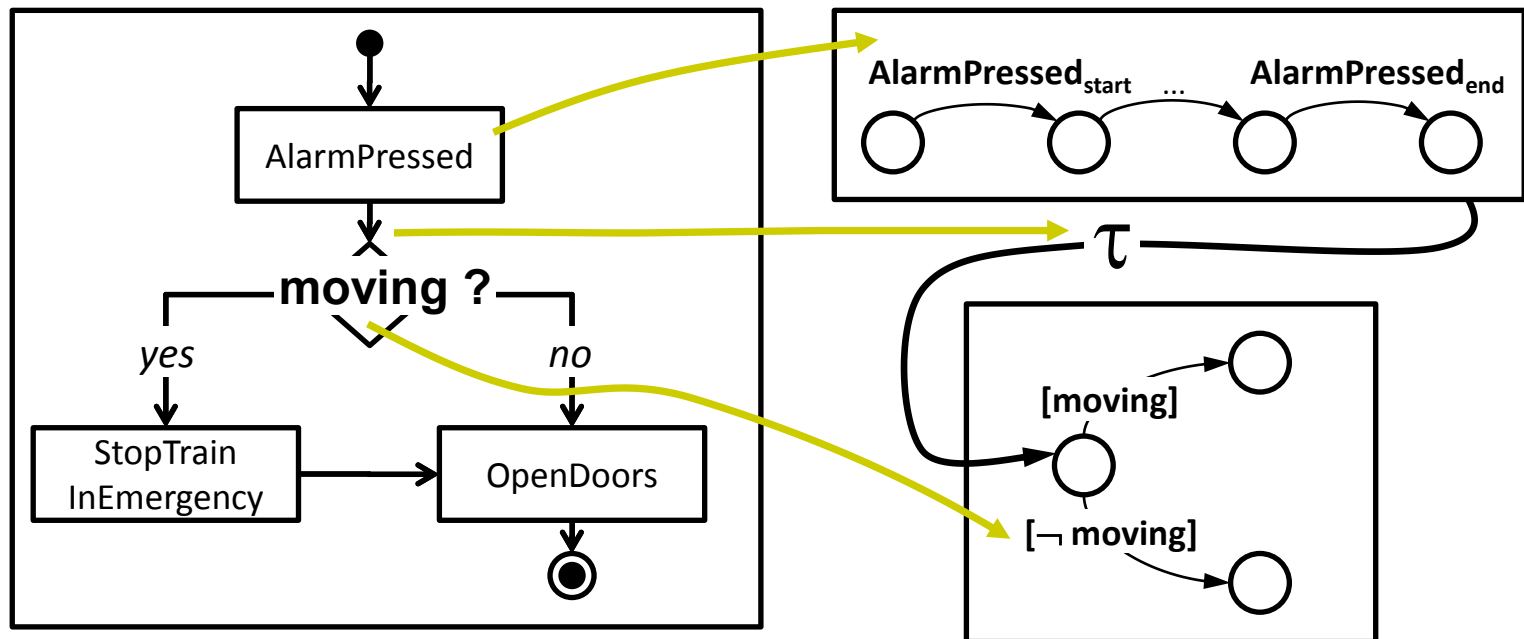 AlarmPressed
moving ?
yes
no
StopTrain
InEmergency
OpenDoors
AlarmPressedstart
...
AlarmPressedend
τ
[moving]
[¬ moving]